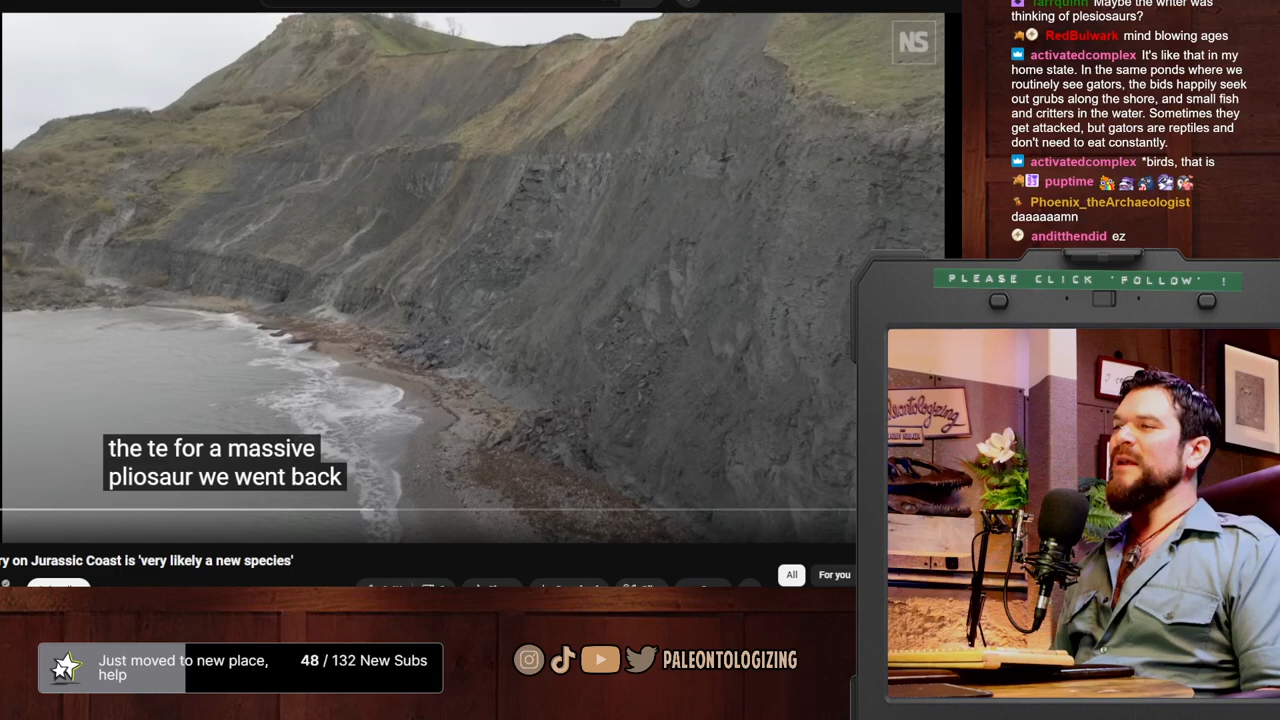 NS
the te for a massive
pliosaur we went back
ry on Jurassic Coast is 'very likely a new species'
All
For you
Just moved to new place,
help
48 / 132 New Subs
PALEONTOLOGIZING
Tarrquinn Maybe the writer was
thinking of plesiosaurs?
RedBulwark mind blowing ages
activatedcomplex It's like that in my
home state. In the same ponds where we
routinely see gators, the bids happily seek
out grubs along the shore, and small fish
and critters in the water. Sometimes they
get attacked, but gators are reptiles and
don't need to eat constantly.
activatedcomplex *birds, that is
puptime
Phoenix_theArchaeologist
daaaaaamn
anditthendid ez
PLEASE CLICK 'FOLLOW' !
Paleontologizing